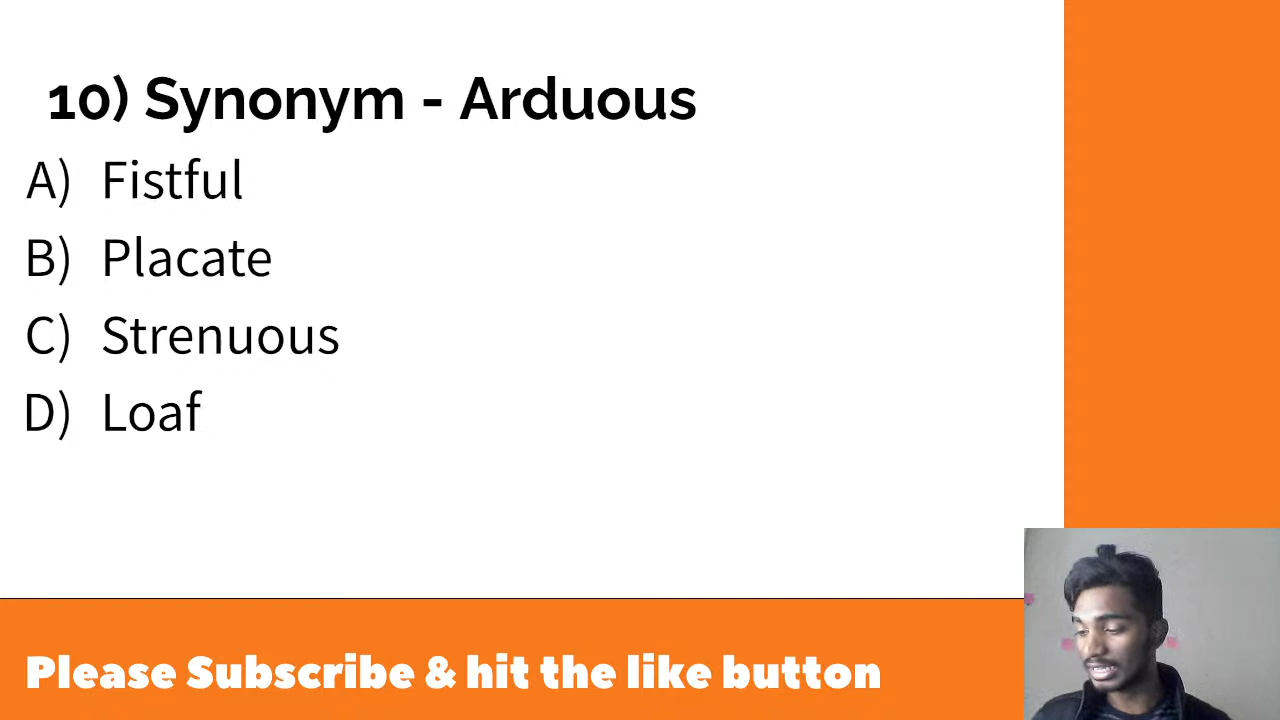 10) Synonym - Arduous
A) Fistful
B) Placate
C) Strenuous
D) Loaf
Please Subscribe & hit the like button